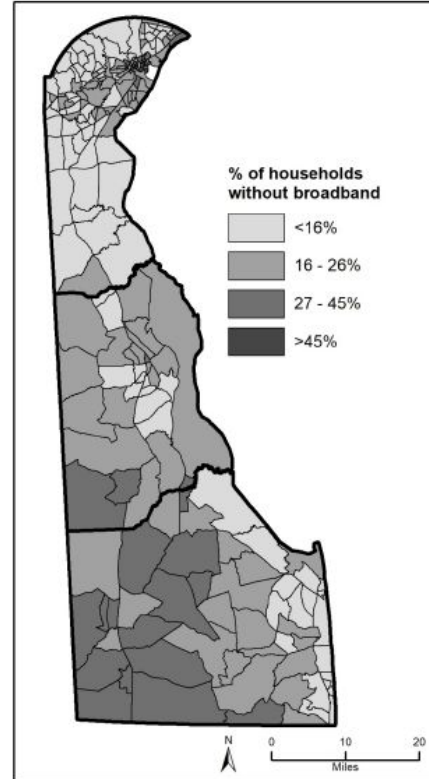 % of households
without broadband
<16%
16 - 26%
27 - 45%
>45%
N
0 10 20
Miles